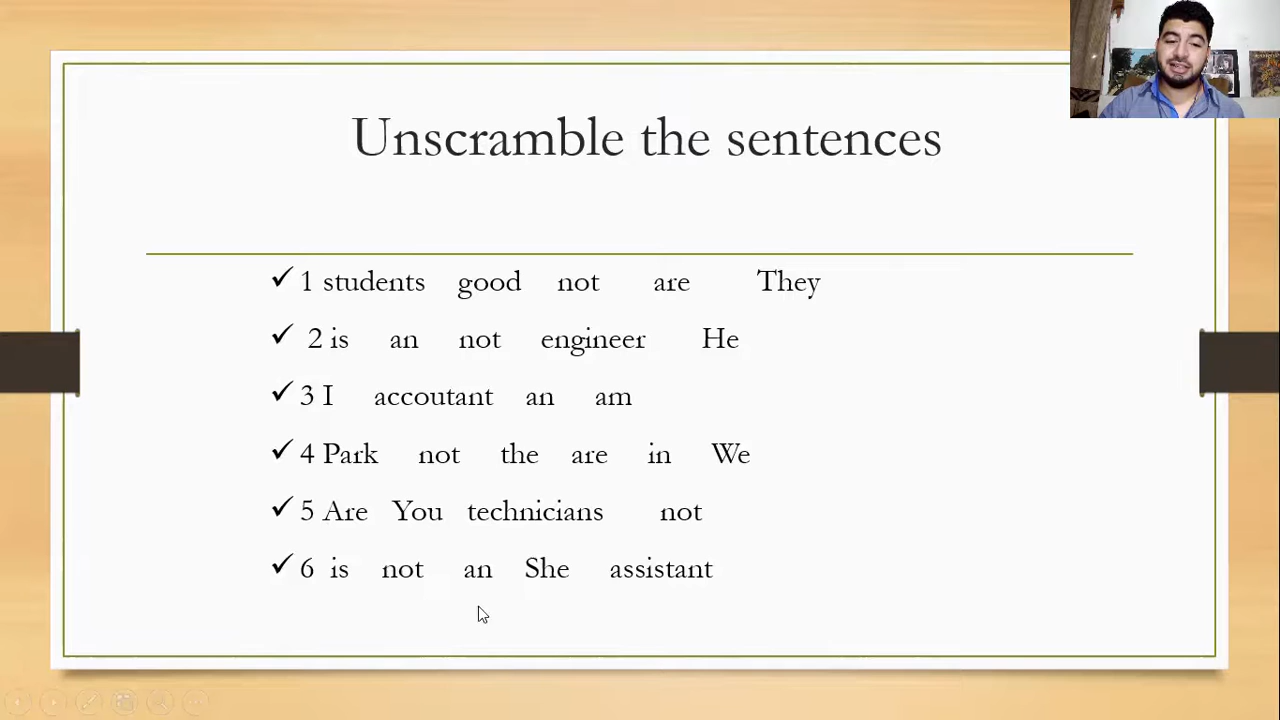 Unscramble the sentences
1 students good not are They
2 is an not engineer He
3 I accoutant an am
4 Park not the are in We
5 Are You technicians not
6 is not an She assistant